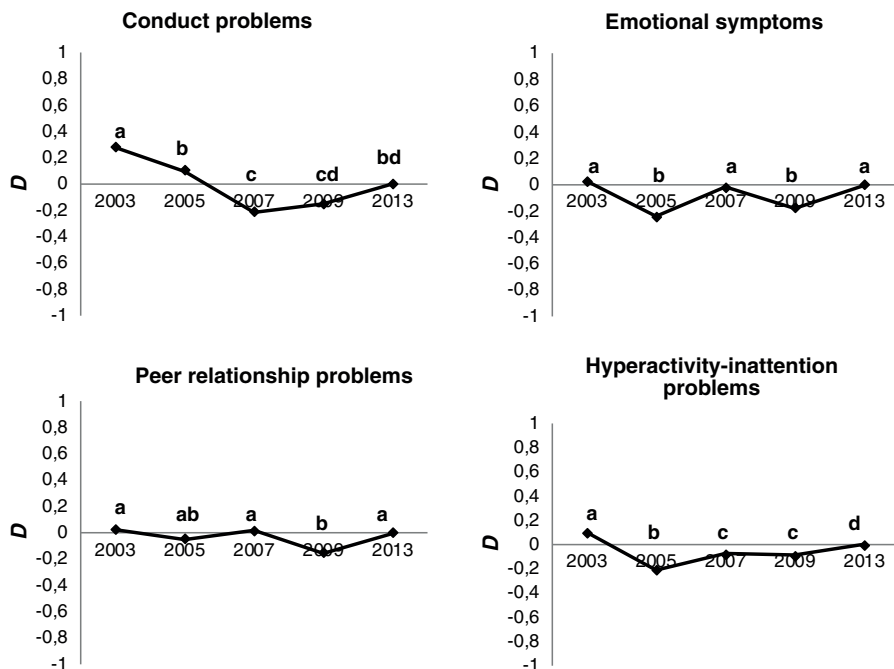 Conduct problems
1
0,8
0,6
0,4
0,2
0
-0,2
-0,4
-0,6
-0,8
-1
D
a
b
c
cd
bd
2003
2005
2007
2009
2013
Emotional symptoms
1
0,8
0,6
0,4
0,2
0
-0,2
-0,4
-0,6
-0,8
-1
D
a
b
a
b
a
2003
2005
2007
2009
2013
Peer relationship problems
1
0,8
0,6
0,4
0,2
0
-0,2
-0,4
-0,6
-0,8
-1
D
a
ab
a
b
a
2003
2005
2007
2009
2013
Hyperactivity-inattention
problems
1
0,8
0,6
0,4
0,2
0
-0,2
-0,4
-0,6
-0,8
-1
D
a
b
c
c
d
2003
2005
2007
2009
2013